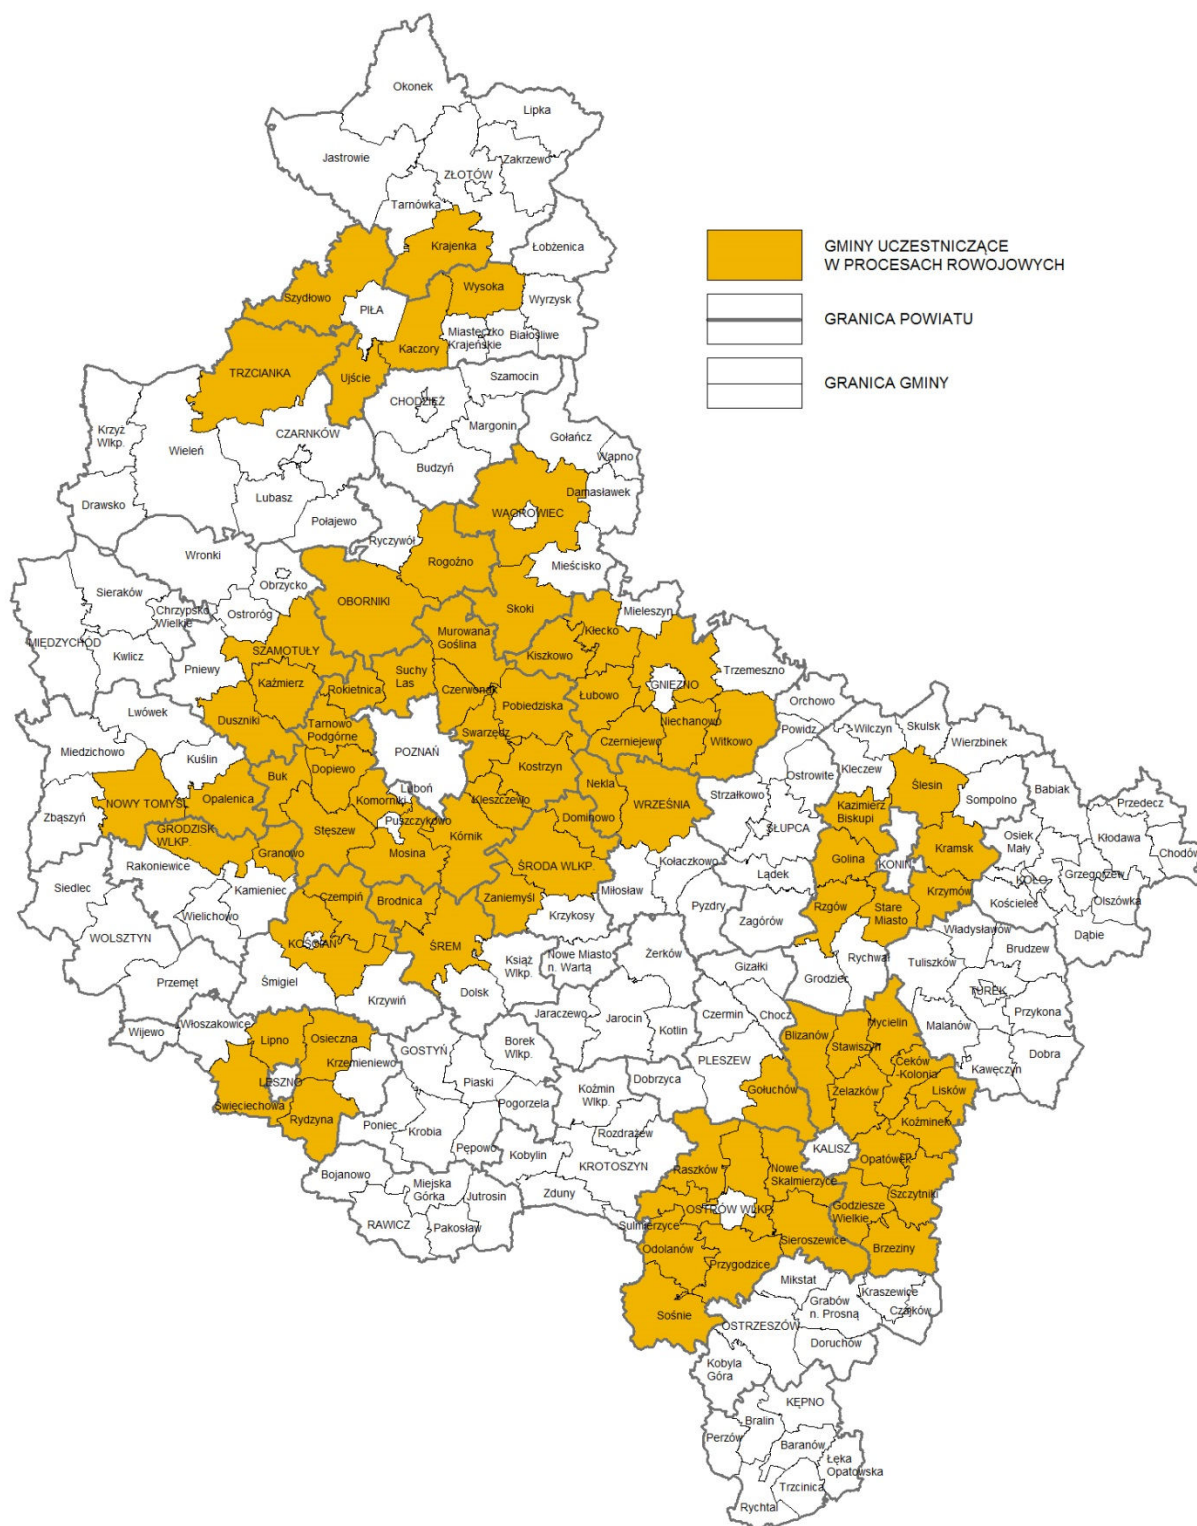 Okonek
Lipka
Jastrowie
Zakrzewo
ZŁOTÓW
Tarnówka
Krajenka
Łobżenica
GMINY UCZESTNICZĄCE
W PROCESACH ROWOJOWYCH
GRANICA POWIATU
GRANICA GMINY
Szydłowo
Wysoka
PIŁA
Wyrzysk
Miasteczko
Krajeńskie
Białośliwe
Kaczory
TRZCIANKA
Ujście
Szamocin
CHODZIEŻ
Margonin
Krzyż
Wlkp.
Wieleń
CZARNKÓW
Gołańcz
Wapno
Budzyń
Damasławek
Drawsko
Lubasz
Połajewo
WĄGROWIEC
Ryczywół
Wronki
Rogoźno
Mieścisko
Obrzycko
Sieraków
Chrzypsko
Wielkie
Ostroróg
OBORNIKI
Skoki
Mieleszyn
MIĘDZYCHÓD
Kwilcz
Pniewy
SZAMOTUŁY
Murowana
Goślina
Kłecko
Kiszkowo
Trzemeszno
Kaźmierz
Rokietnica
Suchy
Las
Czerwonak
Łubowo
GNIEZNO
Pobiedziska
Lwówek
Duszniki
Tarnowo
Podgórne
Swarzędz
Niechanowo
Czerniejewo
Witkowo
Orchowo
Powidz
Wilczyn
Skulsk
Wierzbinek
Miedzichowo
Kuślin
POZNAŃ
Buk
Dopiewo
Kostrzyn
Nekla
Ostrowite
Kleczew
Ślesin
Zbąszyń
NOWY TOMYŚL
Opalenica
Komorniki
Luboń
Puszczykowo
Kleszczewo
WRZEŚNIA
Strzałkowo
Kazimierz
Biskupi
Sompolno
Babiak
Przedecz
Dominowo
SŁUPCA
Osiek
Mały
Kłodawa
Chodów
GRODZISK
WLKP.
Stęszew
Kórnik
Golina
KONIN
Kramsk
Granowo
Mosina
ŚRODA WLKP.
Kołaczkowo
Lądek
KOŁO
Grzegorzew
Rakoniewice
Siedlec
Kamieniec
Czempiń
Brodnica
Zaniemyśl
Miłosław
Pyzdry
Zagórów
Rzgów
Stare
Miasto
Krzymów
Kościelec
Olszówka
Wielichowo
Krzykosy
Władysławów
Dąbie
WOLSZTYN
KOŚCIAN
ŚREM
Książ
Wlkp.
Nowe Miasto
n. Wartą
Żerków
Gizałki
Grodziec
Rychwał
Tuliszków
Brudzew
Przemęt
Śmigiel
Krzywiń
Dolsk
TUREK
Przykona
Wijewo
Włoszakowice
Jaraczewo
Jarocin
Czermin
Chocz
Mycielin
Malanów
Lipno
Osieczna
Kotlin
Blizanów
Stawiszyn
Ceków
-Kolonia
Krzemieniewo
GOSTYŃ
Borek
Wlkp.
PLESZEW
Kawęczyn
Dobra
LESZNO
Piaski
Koźmin
Wlkp.
Dobrzyca
Gołuchów
Żelazków
Lisków
Święciechowa
Rydzyna
Pogorzela
Koźminek
Poniec
Krobia
Rozdrażew
KALISZ
Pępowo
Kobylin
KROTOSZYN
Raszków
Nowe
Skalmierzyce
Opatówek
Bojanowo
Miejska
Górka
Jutrosin
Zduny
Szczytniki
RAWICZ
Pakosław
Sulmierzyce
OSTRÓW WLKP.
Godziesze
Wielkie
Odolanów
Sieroszewice
Brzeziny
Przygodzice
Mikstat
Kraszewice
Sośnie
Grabów
n. Prosną
Czajków
OSTRZESZÓW
Doruchów
Kobyla
Góra
KĘPNO
Bralin
Perzów
Baranów
Łęka
Opatowska
Trzcinica
Rychtal